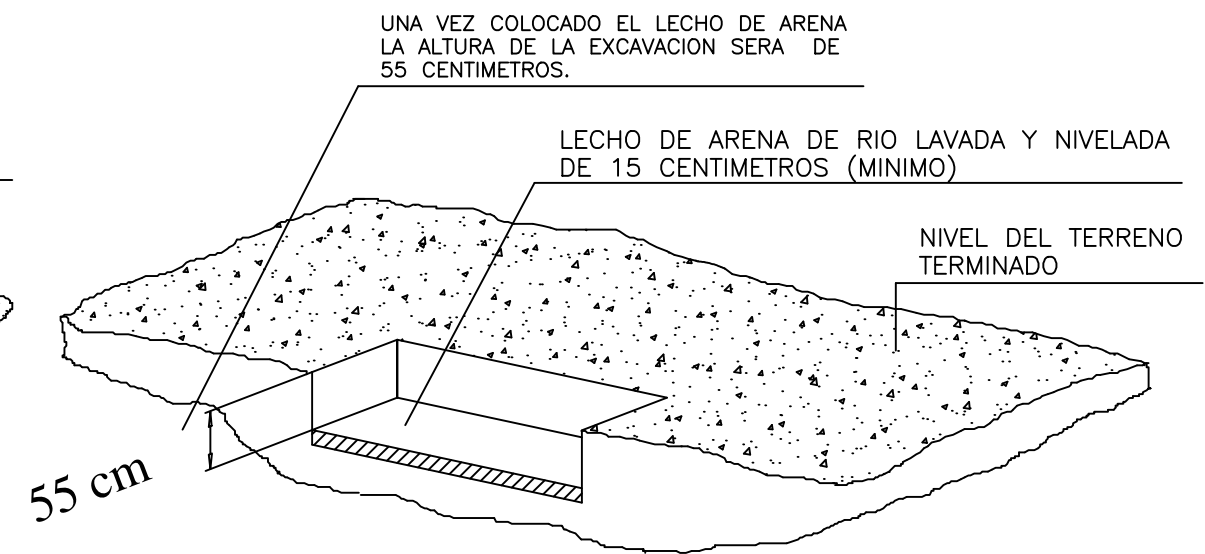 UNA VEZ COLOCADO EL LECHO DE ARENA
LA ALTURA DE LA EXCAVACION SERA DE
55 CENTIMETROS.
LECHO DE ARENA DE RIO LAVADA Y NIVELADA
DE 15 CENTIMETROS (MINIMO)
NIVEL DEL TERRENO
TERMINADO
55 cm